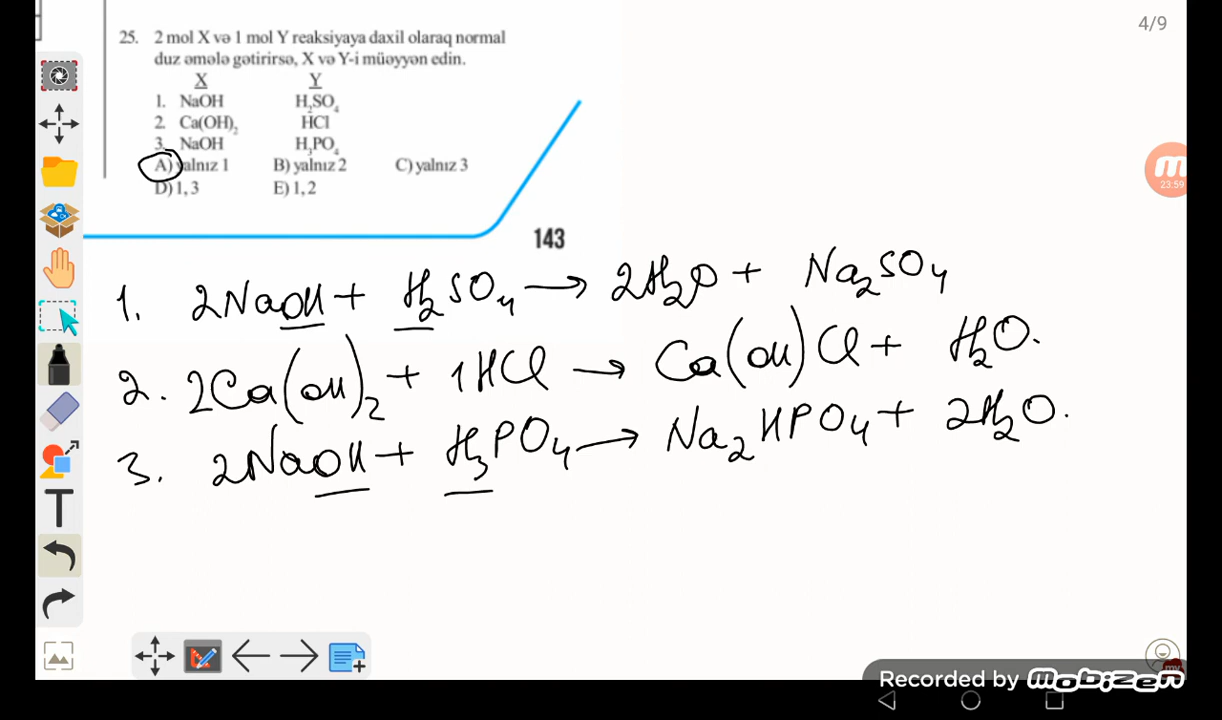 4/9
25. 2 mol X və 1 mol Y reaksiyaya daxil olaraq normal
duz əmələ gətirirsə, X və Y-i müəyyən edin.
X Y
1. NaOH H₂SO₄
2. Ca(OH)₂ HCl
3. NaOH H₃PO₄
A) yalnız 1 B) yalnız 2 C) yalnız 3
D) 1, 3 E) 1, 2
143
23:59
1. 2NaOH + H₂SO₄ → 2H₂O + Na₂SO₄
2. 2Ca(OH)₂ + 1HCl → Ca(OH)Cl + H₂O.
3. 2NaOH + H₃PO₄ → Na₂HPO₄ + 2H₂O.
T
Recorded by mobizen